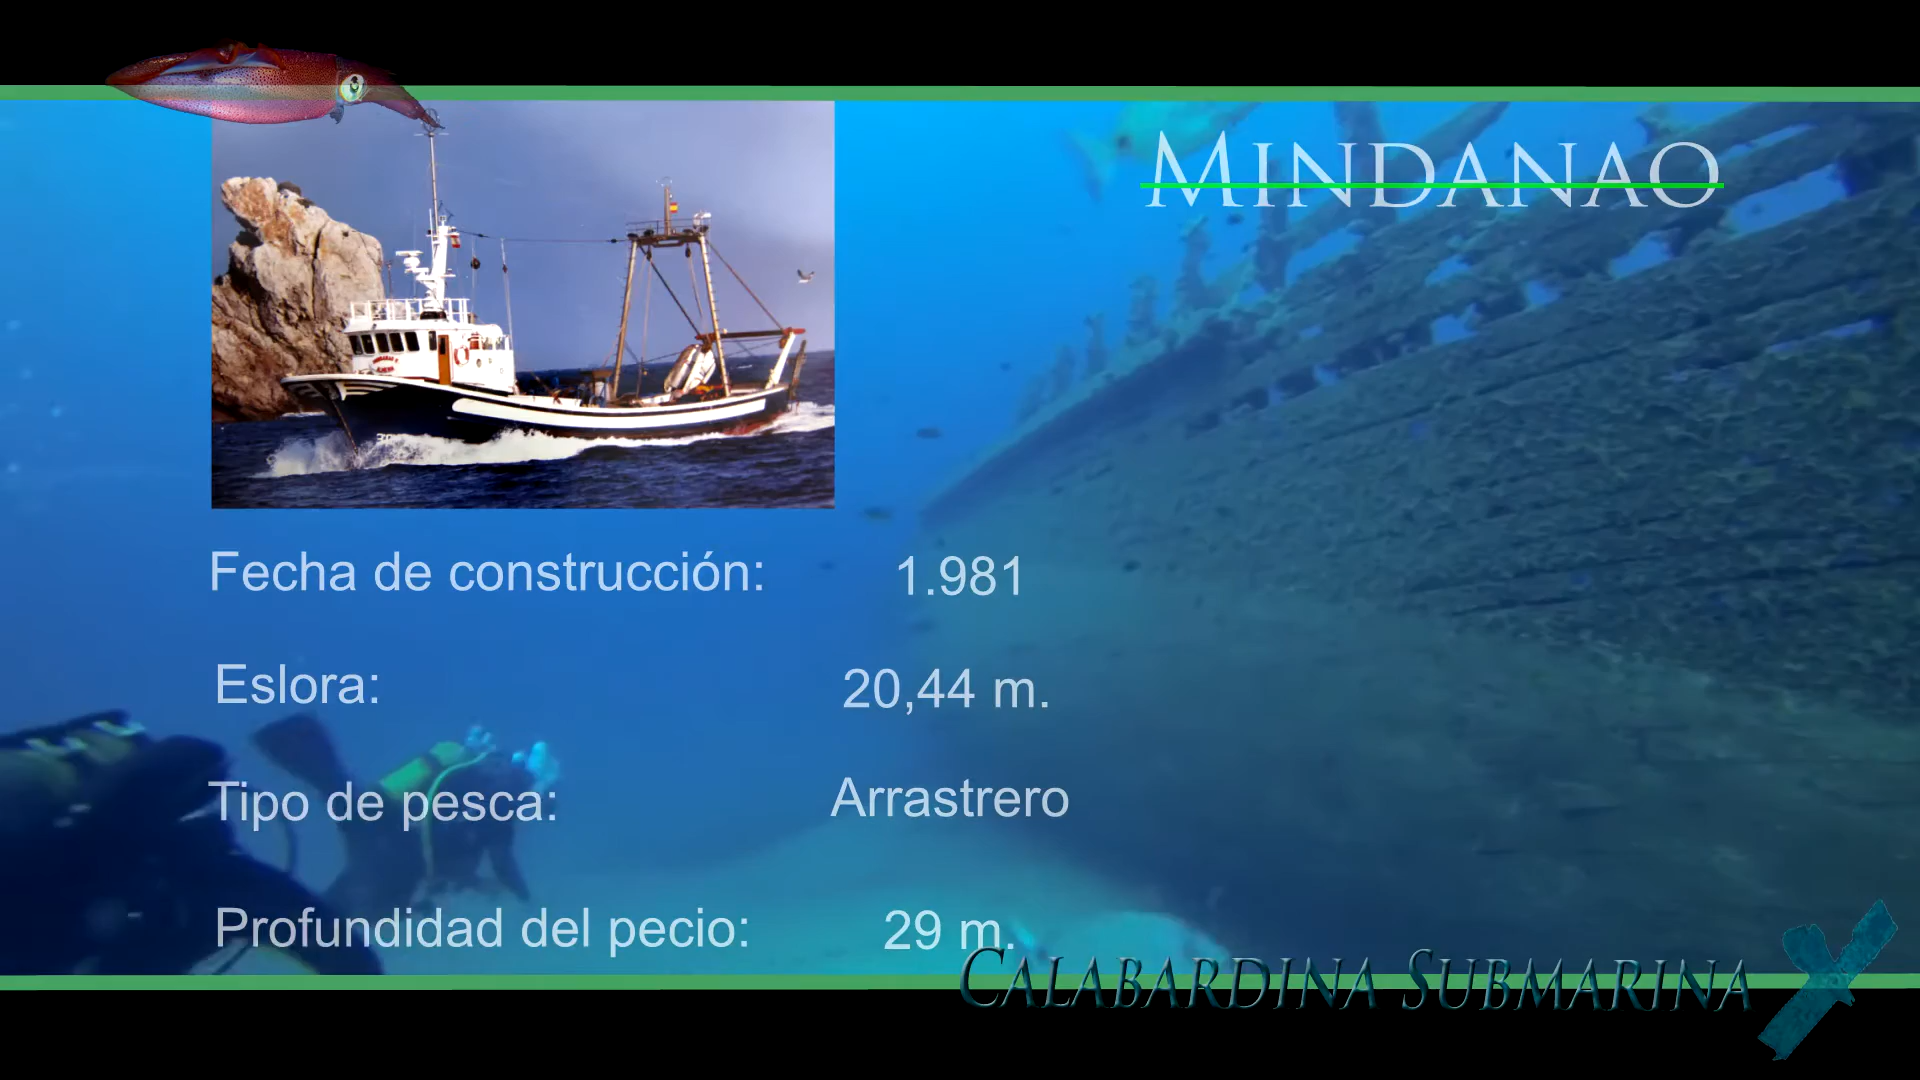 MINDANAO
Fecha de construcción: 1.981
Eslora: 20,44 m.
Tipo de pesca: Arrastrero
Profundidad del pecio: 29 m.
CALABARDINA SUBMARINA